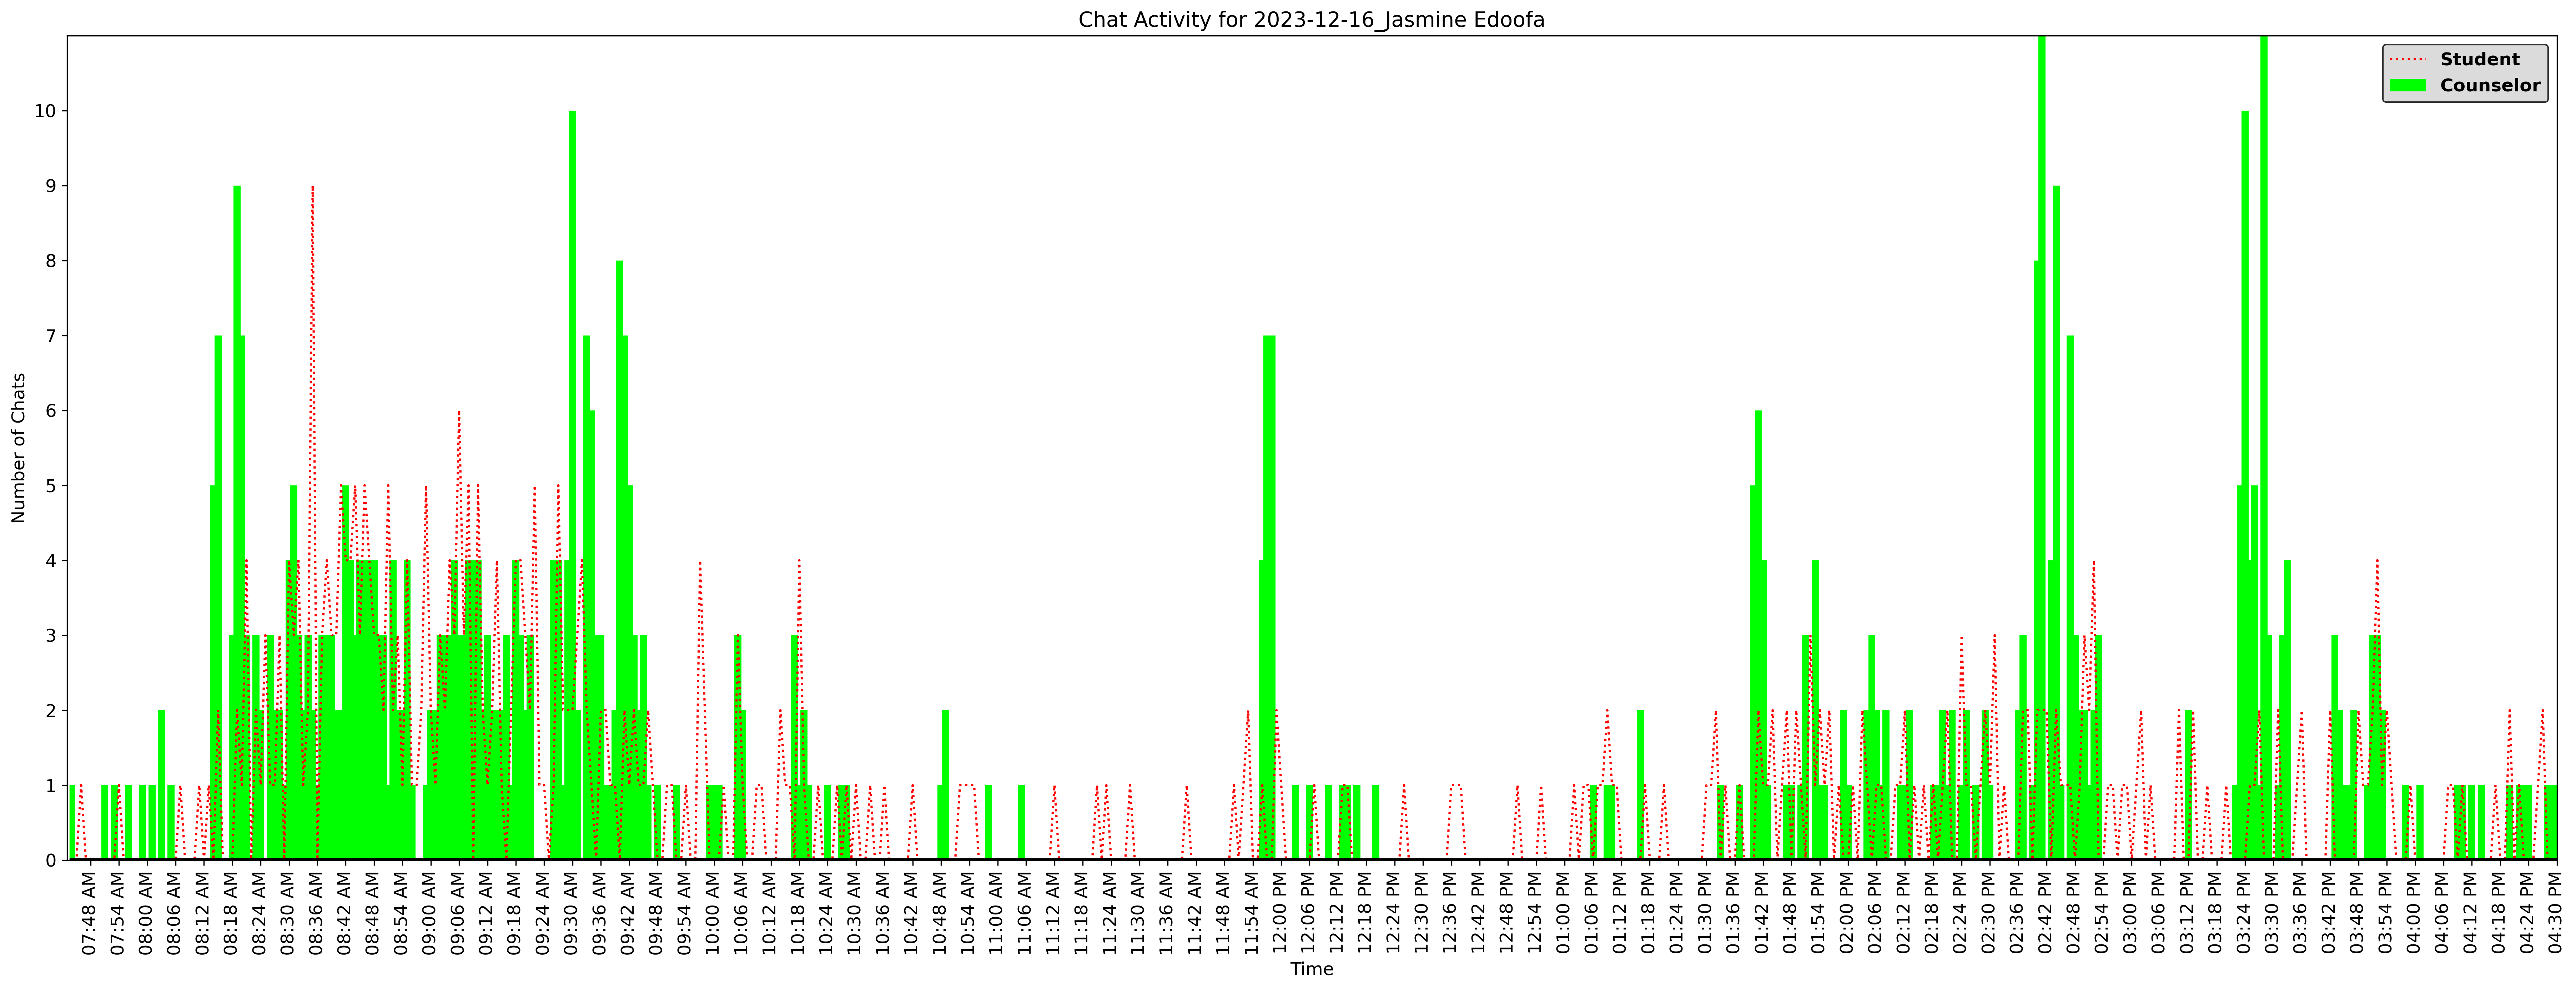 Chat Activity for 2023-12-16_Jasmine Edoofa
Student
Counselor
Number of Chats
10
9
8
7
6
5
4
3
2
1
0
07:48 AM
07:54 AM
08:00 AM
08:06 AM
08:12 AM
08:18 AM
08:24 AM
08:30 AM
08:36 AM
08:42 AM
08:48 AM
08:54 AM
09:00 AM
09:06 AM
09:12 AM
09:18 AM
09:24 AM
09:30 AM
09:36 AM
09:42 AM
09:48 AM
09:54 AM
10:00 AM
10:06 AM
10:12 AM
10:18 AM
10:24 AM
10:30 AM
10:36 AM
10:42 AM
10:48 AM
10:54 AM
11:00 AM
11:06 AM
11:12 AM
11:18 AM
11:24 AM
11:30 AM
11:36 AM
11:42 AM
11:48 AM
11:54 AM
12:00 PM
12:06 PM
12:12 PM
12:18 PM
12:24 PM
12:30 PM
12:36 PM
12:42 PM
12:48 PM
12:54 PM
01:00 PM
01:06 PM
01:12 PM
01:18 PM
01:24 PM
01:30 PM
01:36 PM
01:42 PM
01:48 PM
01:54 PM
02:00 PM
02:06 PM
02:12 PM
02:18 PM
02:24 PM
02:30 PM
02:36 PM
02:42 PM
02:48 PM
02:54 PM
03:00 PM
03:06 PM
03:12 PM
03:18 PM
03:24 PM
03:30 PM
03:36 PM
03:42 PM
03:48 PM
03:54 PM
04:00 PM
04:06 PM
04:12 PM
04:18 PM
04:24 PM
04:30 PM
Time